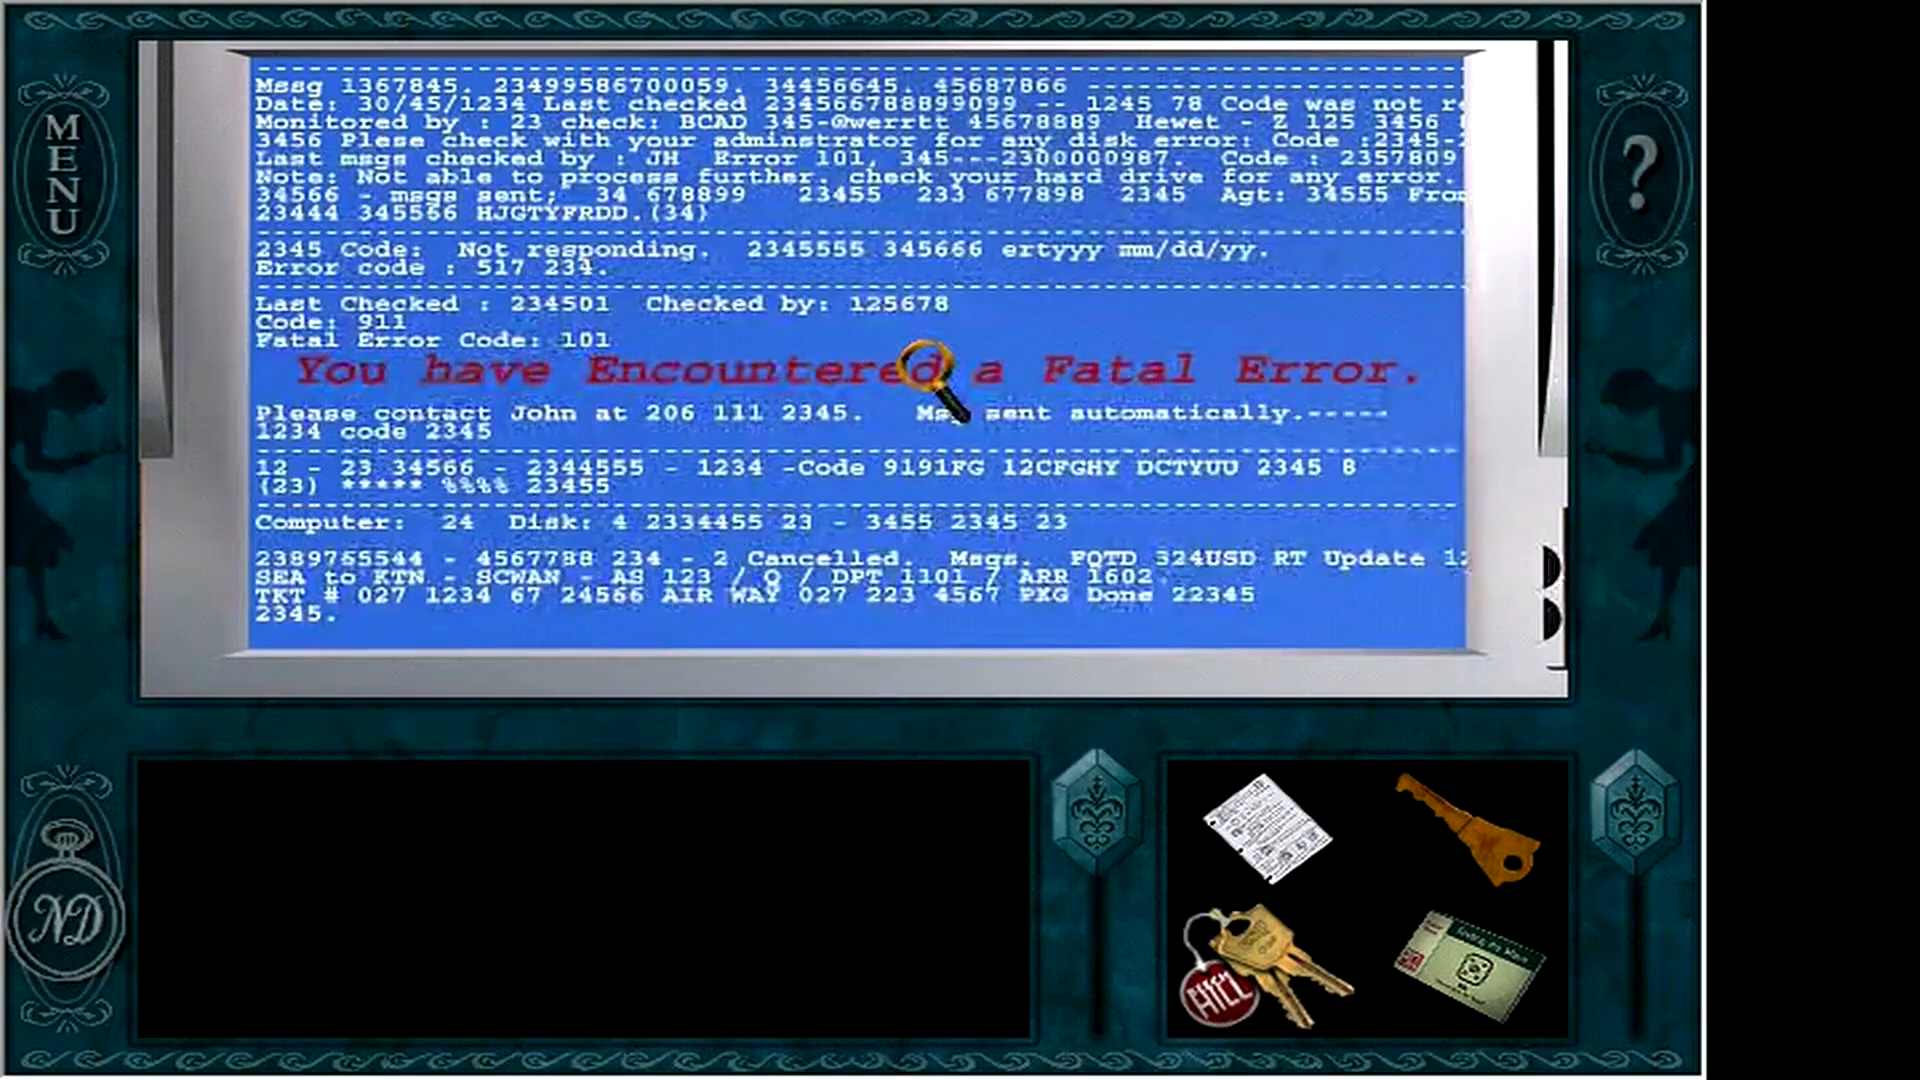 MENU
?
Mssg 1367845. 23499586700059. 34456645. 45687866 -----------------------
Date: 30/45/1234 Last checked 234566788899099 -- 1245 78 Code was not re
Monitored by : 23 check: BCAD 345-@werrtt 45678889 Hewet - Z 125 3456
3456 Plese check with your adminstrator for any disk error: Code :2345-2
Last msgs checked by : JH Error 101, 345---2300000987. Code : 2357809
Note: Not able to process further. check your hard drive for any error.
34566 - msgs sent; 34 678899 23455 233 677898 2345 Agt: 34555 From
23444 345566 HJGTYFRDD.(34)
2345 Code: Not responding. 2345555 345666 ertyyy mm/dd/yy.
Error code : 517 234.
Last Checked : 234501 Checked by: 125678
Code: 911
Fatal Error Code: 101
You have Encountered a Fatal Error.
Please contact John at 206 111 2345. Msg sent automatically.-----
1234 code 2345
12 - 23 34566 - 2344555 - 1234 -Code 9191FG 12CFGHY DCTYUU 2345 8
(23) ***** %%%% 23455
Computer: 24 Disk: 4 2334455 23 - 3455 2345 23
2389765544 - 4567788 234 - 2 Cancelled. Msgs. FQTD 324USD RT Update 12
SEA to KTN - SCWAN - AS 123 / Q / DPT 1101 / ARR 1602
TKT # 027 1234 67 24566 AIR WAY 027 223 4567 PKG Done 22345
2345.
ND